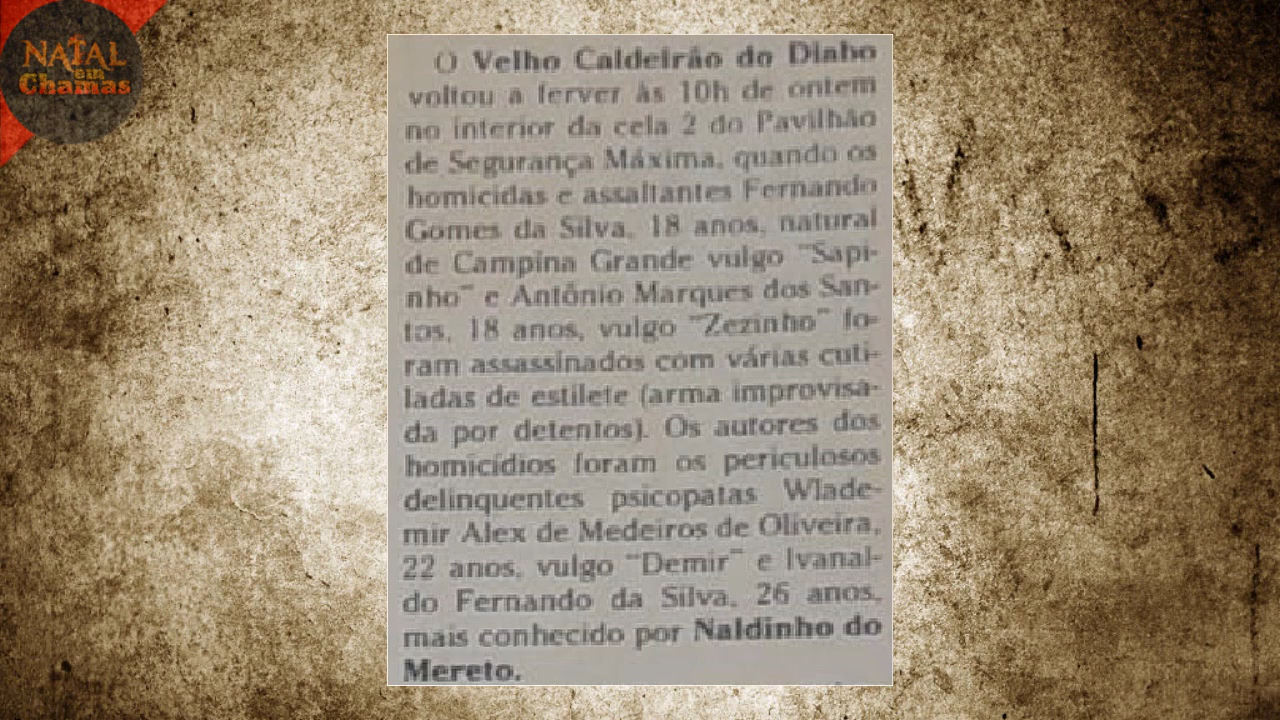 NATAL
em
Chamas
O Velho Caldeirão do Diabo
voltou a ferver às 10h de ontem
no interior da cela 2 do Pavilhão
de Segurança Máxima, quando os
homicidas e assaltantes Fernando
Gomes da Silva, 18 anos, natural
de Campina Grande vulgo "Sapi-
nho" e Antônio Marques dos San-
tos, 18 anos, vulgo "Zezinho" fo-
ram assassinados com várias cuti-
ladas de estilete (arma improvisa-
da por detentos). Os autores dos
homicídios foram os periculosos
delinquentes psicopatas Wlade-
mir Alex de Medeiros de Oliveira,
22 anos, vulgo "Demir" e Ivanal-
do Fernando da Silva, 26 anos,
mais conhecido por Naldinho do
Mereto.